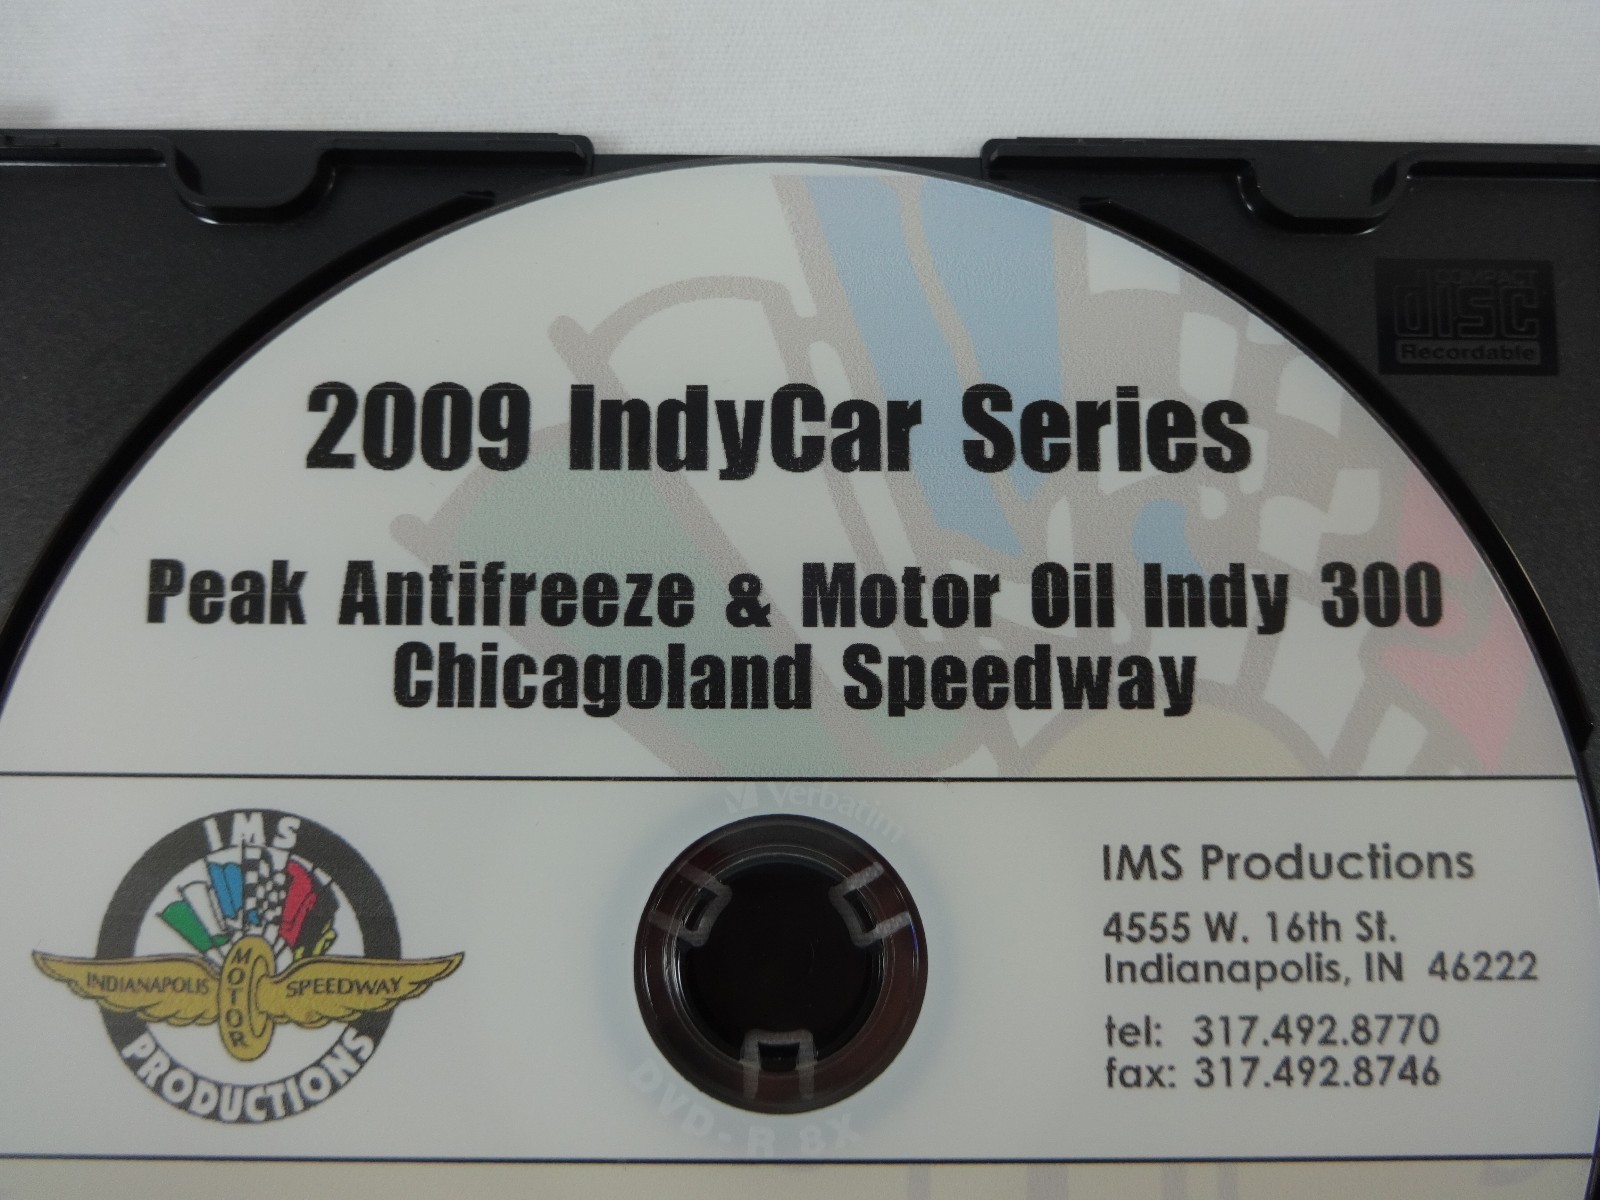 COMPACT
disc
Recordable
2009 IndyCar Series
Peak Antifreeze & Motor Oil Indy 300
Chicagoland Speedway
Verbatim
IMS
INDIANAPOLIS
MOTOR
SPEEDWAY
PRODUCTIONS
IMS Productions
4555 W. 16th St.
Indianapolis, IN 46222
tel: 317.492.8770
fax: 317.492.8746
DVD-R 8X